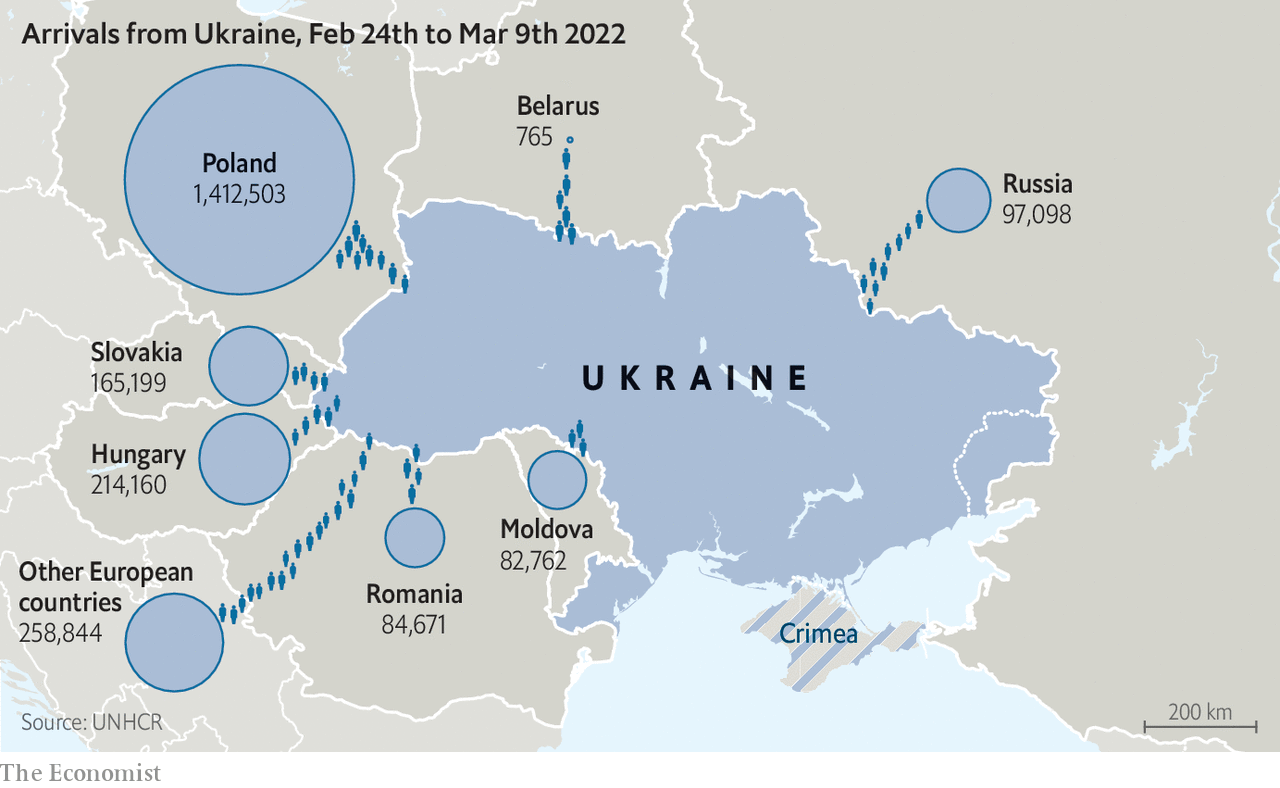 Arrivals from Ukraine, Feb 24th to Mar 9th 2022
Poland
1,412,503
Belarus
765
Russia
97,098
Slovakia
165,199
UKRAINE
Hungary
214,160
Moldova
82,762
Other European
countries
258,844
Romania
84,671
Crimea
Source: UNHCR
200 km
The Economist